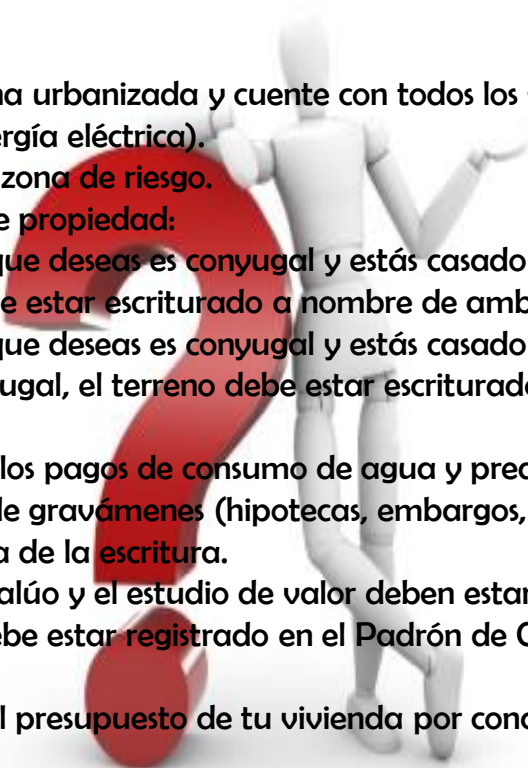 na urbanizada y cuente con todos los
ergía eléctrica).
zona de riesgo.
e propiedad:
que deseas es conyugal y estás casado
e estar escriturado a nombre de amb
que deseas es conyugal y estás casado
ugal, el terreno debe estar escriturado
los pagos de consumo de agua y pred
de gravámenes (hipotecas, embargos,
a de la escritura.
alúo y el estudio de valor deben estar
ebe estar registrado en el Padrón de C
l presupuesto de tu vivienda por conc